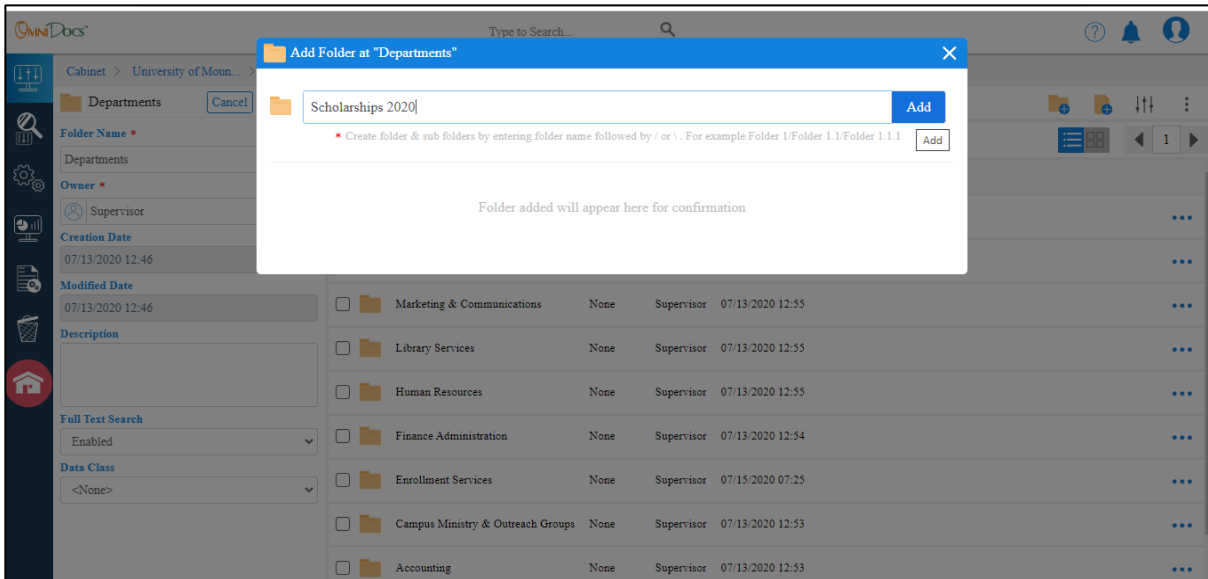 OmniDocs
Type to Search...
Add Folder at "Departments"
Cabinet > University of Moun... >
Departments Cancel
Scholarships 2020 Add
* Create folder & sub folders by entering folder name followed by / or \ . For example Folder 1/Folder 1.1/Folder 1.1.1
Add
1
Folder Name *
Departments
Owner *
Supervisor
Folder added will appear here for confirmation
Creation Date
07/13/2020 12:46
Modified Date
07/13/2020 12:46
Description
Full Text Search
Enabled
Data Class
<None>
Marketing & Communications None Supervisor 07/13/2020 12:55
Library Services None Supervisor 07/13/2020 12:55
Human Resources None Supervisor 07/13/2020 12:55
Finance Administration None Supervisor 07/13/2020 12:54
Enrollment Services None Supervisor 07/15/2020 07:25
Campus Ministry & Outreach Groups None Supervisor 07/13/2020 12:53
Accounting None Supervisor 07/13/2020 12:53